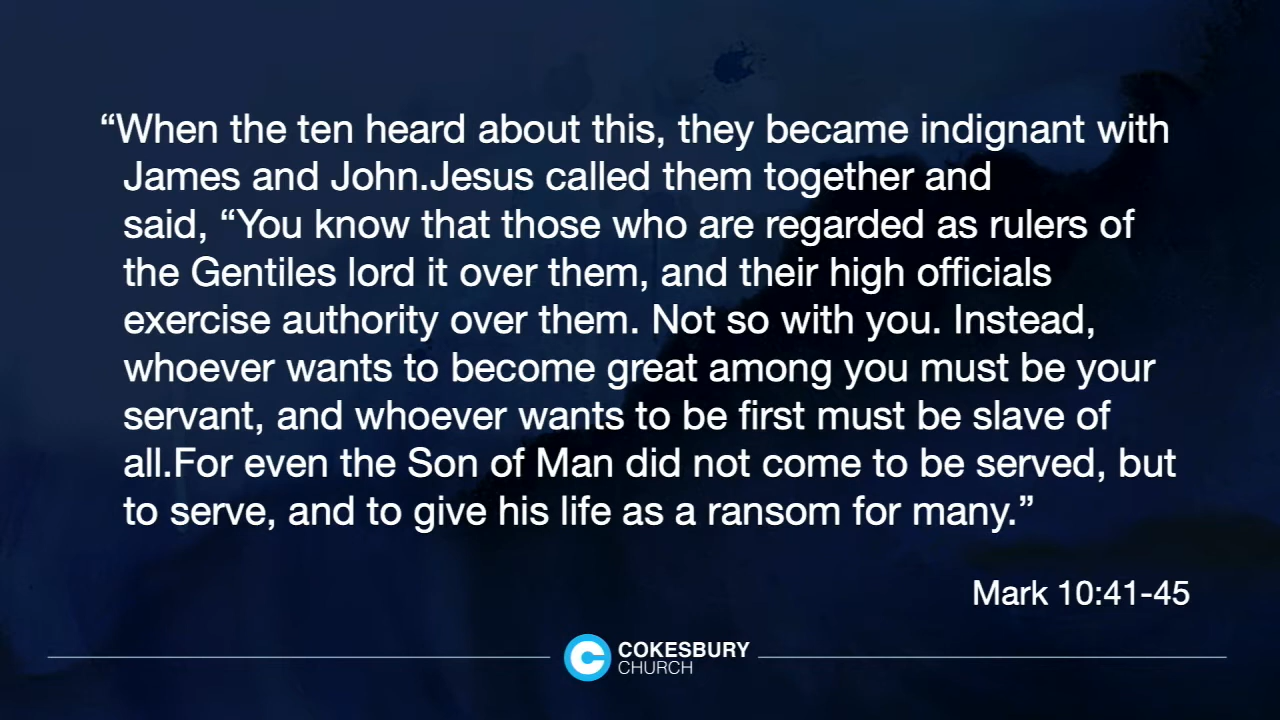 “When the ten heard about this, they became indignant with
James and John.Jesus called them together and
said, “You know that those who are regarded as rulers of
the Gentiles lord it over them, and their high officials
exercise authority over them. Not so with you. Instead,
whoever wants to become great among you must be your
servant, and whoever wants to be first must be slave of
all.For even the Son of Man did not come to be served, but
to serve, and to give his life as a ransom for many.”
Mark 10:41-45
COKESBURY
CHURCH